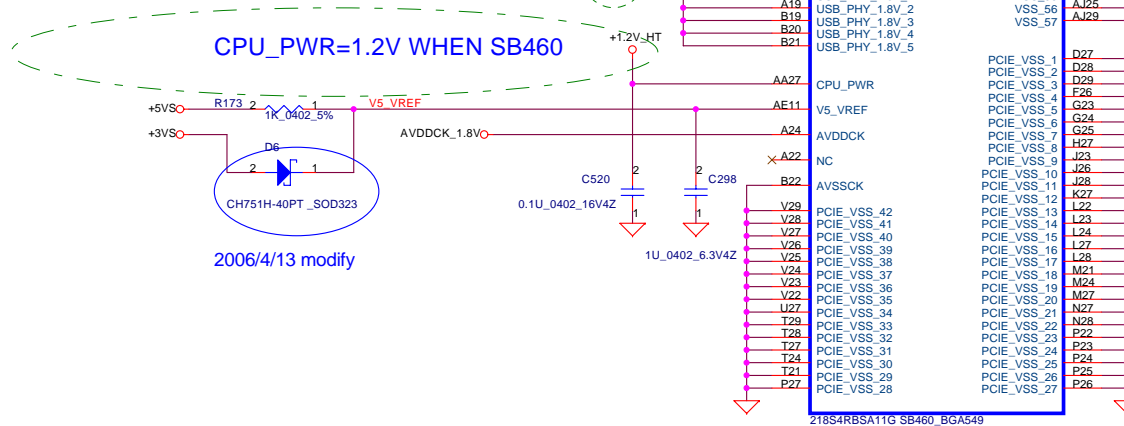 A19 USB_PHY_1.8V_2
B19 USB_PHY_1.8V_3
B20 USB_PHY_1.8V_4
B21 USB_PHY_1.8V_5
VSS_56 AJ25
VSS_57 AJ29
CPU_PWR=1.2V WHEN SB460
+1.2V_HT
AA27 CPU_PWR
+5VS R173 2 1 V5_VREF AE11 V5_VREF
1K_0402_5%
+3VS AVDDCK_1.8V A24 AVDDCK
D6
2 1
CH751H-40PT _SOD323
2006/4/13 modify
A22 NC
B22 AVSSCK
2 C520
0.1U_0402_16V4Z
1
2 C298
1
1U_0402_6.3V4Z
V29 PCIE_VSS_42
V28 PCIE_VSS_41
V27 PCIE_VSS_40
V26 PCIE_VSS_39
V25 PCIE_VSS_38
V24 PCIE_VSS_37
V23 PCIE_VSS_36
V22 PCIE_VSS_35
U27 PCIE_VSS_34
T29 PCIE_VSS_33
T28 PCIE_VSS_32
T27 PCIE_VSS_31
T24 PCIE_VSS_30
T21 PCIE_VSS_29
P27 PCIE_VSS_28
PCIE_VSS_1 D27
PCIE_VSS_2 D28
PCIE_VSS_3 D29
PCIE_VSS_4 F26
PCIE_VSS_5 G23
PCIE_VSS_6 G24
PCIE_VSS_7 G25
PCIE_VSS_8 H27
PCIE_VSS_9 J23
PCIE_VSS_10 J26
PCIE_VSS_11 J28
PCIE_VSS_12 K27
PCIE_VSS_13 L22
PCIE_VSS_14 L23
PCIE_VSS_15 L24
PCIE_VSS_16 L27
PCIE_VSS_17 L28
PCIE_VSS_18 M21
PCIE_VSS_19 M24
PCIE_VSS_20 M27
PCIE_VSS_21 N27
PCIE_VSS_22 N28
PCIE_VSS_23 P22
PCIE_VSS_24 P23
PCIE_VSS_25 P24
PCIE_VSS_26 P25
PCIE_VSS_27 P26
218S4RBSA11G SB460_BGA549